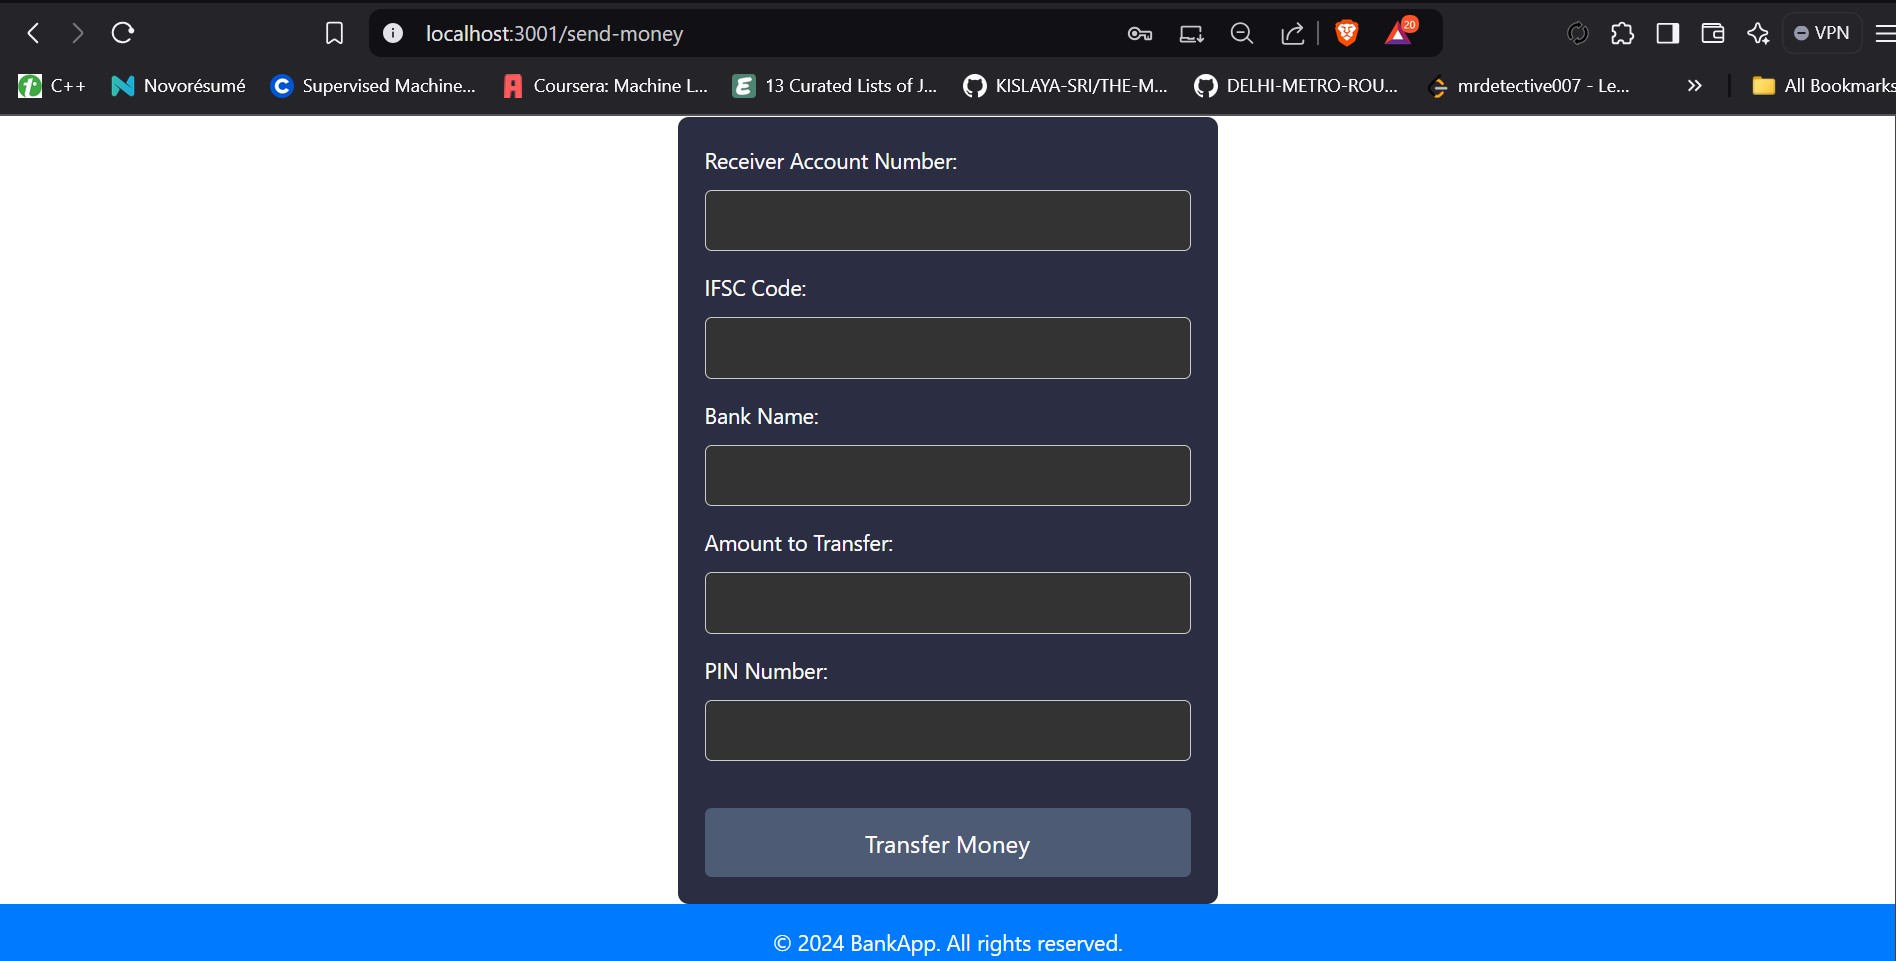 localhost:3001/send-money
20
VPN
C++
Novorésumé
Supervised Machine...
Coursera: Machine L...
13 Curated Lists of J...
KISLAYA-SRI/THE-M...
DELHI-METRO-ROU...
mrdetective007 - Le...
»
All Bookmarks
Receiver Account Number:
IFSC Code:
Bank Name:
Amount to Transfer:
PIN Number:
Transfer Money
© 2024 BankApp. All rights reserved.